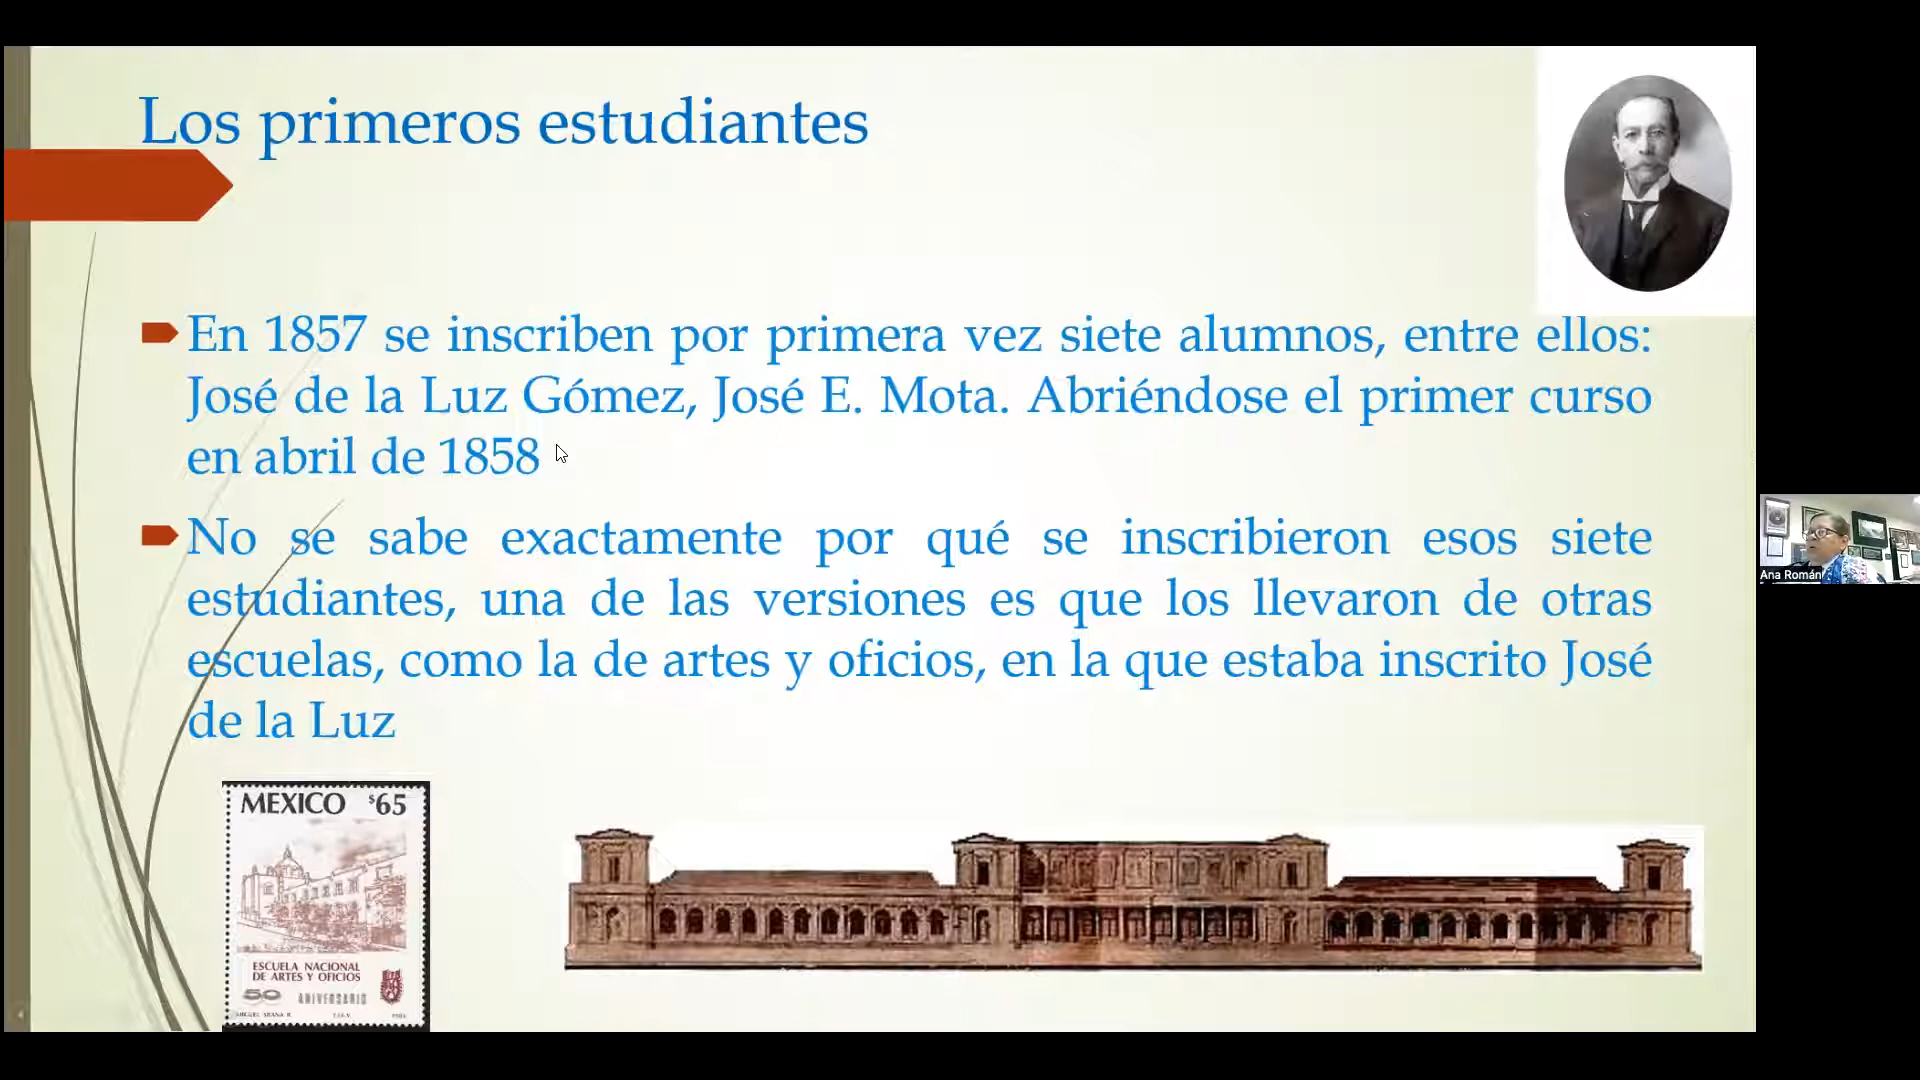 Los primeros estudiantes
En 1857 se inscriben por primera vez siete alumnos, entre ellos:
José de la Luz Gómez, José E. Mota. Abriéndose el primer curso
en abril de 1858
No se sabe exactamente por qué se inscribieron esos siete
estudiantes, una de las versiones es que los llevaron de otras
escuelas, como la de artes y oficios, en la que estaba inscrito José
de la Luz
Ana Román
MEXICO $65
ESCUELA NACIONAL
DE ARTES Y OFICIOS
50 ANIVERSARIO